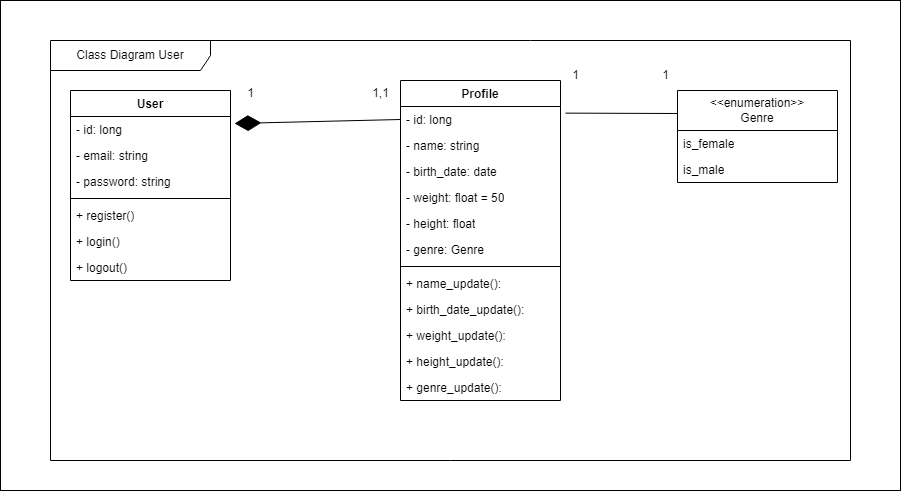 Class Diagram User
1
1,1
1
1
User
- id: long
- email: string
- password: string
+ register()
+ login()
+ logout()
Profile
- id: long
- name: string
- birth_date: date
- weight: float = 50
- height: float
- genre: Genre
+ name_update():
+ birth_date_update():
+ weight_update():
+ height_update():
+ genre_update():
<<enumeration>>
Genre
is_female
is_male